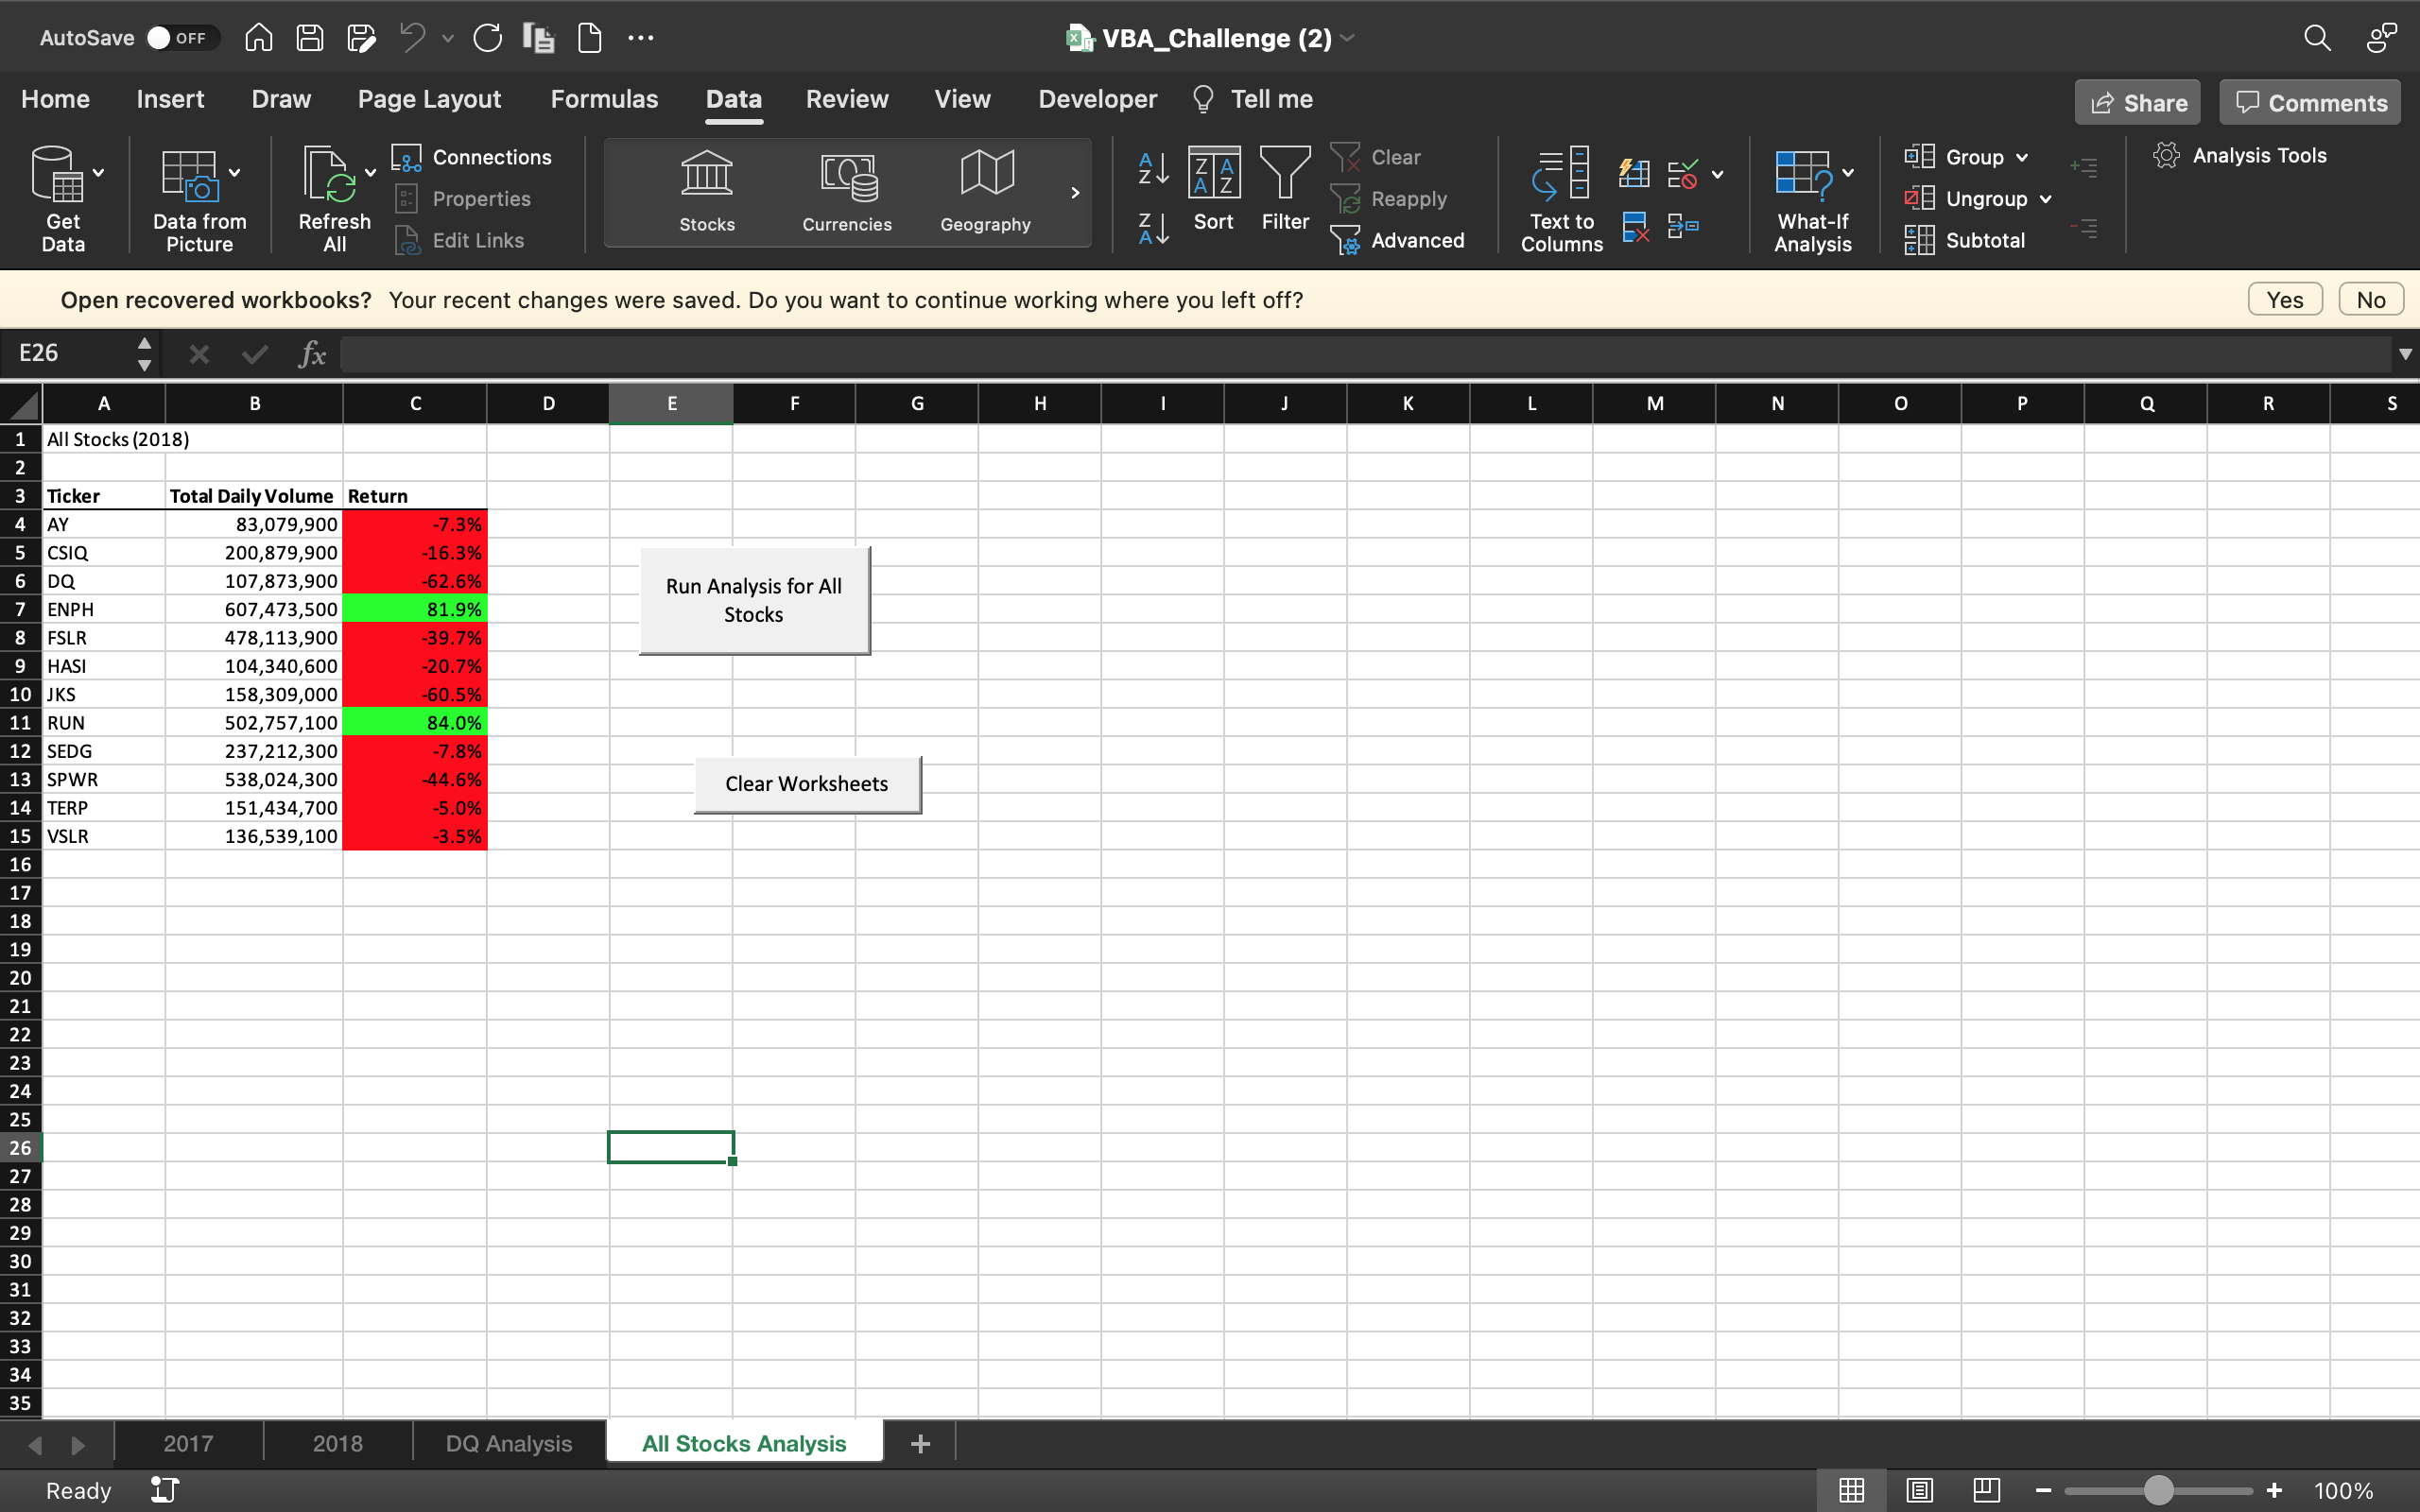 AutoSave OFF VBA_Challenge (2)
Home Insert Draw Page Layout Formulas Data Review View Developer Tell me Share Comments
Get Data
Data from Picture
Refresh All
Connections
Properties
Edit Links
Stocks Currencies Geography
Sort Filter
Clear
Reapply
Advanced
Text to Columns
What-If Analysis
Group
Ungroup
Subtotal
Analysis Tools
Open recovered workbooks? Your recent changes were saved. Do you want to continue working where you left off? Yes No
E26 fx
A B C D E F G H I J K L M N O P Q R S
1 All Stocks (2018)
2
3 Ticker Total Daily Volume Return
4 AY 83,079,900 -7.3%
5 CSIQ 200,879,900 -16.3%
6 DQ 107,873,900 -62.6%
7 ENPH 607,473,500 81.9%
8 FSLR 478,113,900 -39.7%
9 HASI 104,340,600 -20.7%
10 JKS 158,309,000 -60.5%
11 RUN 502,757,100 84.0%
12 SEDG 237,212,300 -7.8%
13 SPWR 538,024,300 -44.6%
14 TERP 151,434,700 -5.0%
15 VSLR 136,539,100 -3.5%
Run Analysis for All
Stocks
Clear Worksheets
16
17
18
19
20
21
22
23
24
25
26
27
28
29
30
31
32
33
34
35
2017 2018 DQ Analysis All Stocks Analysis +
Ready 100%